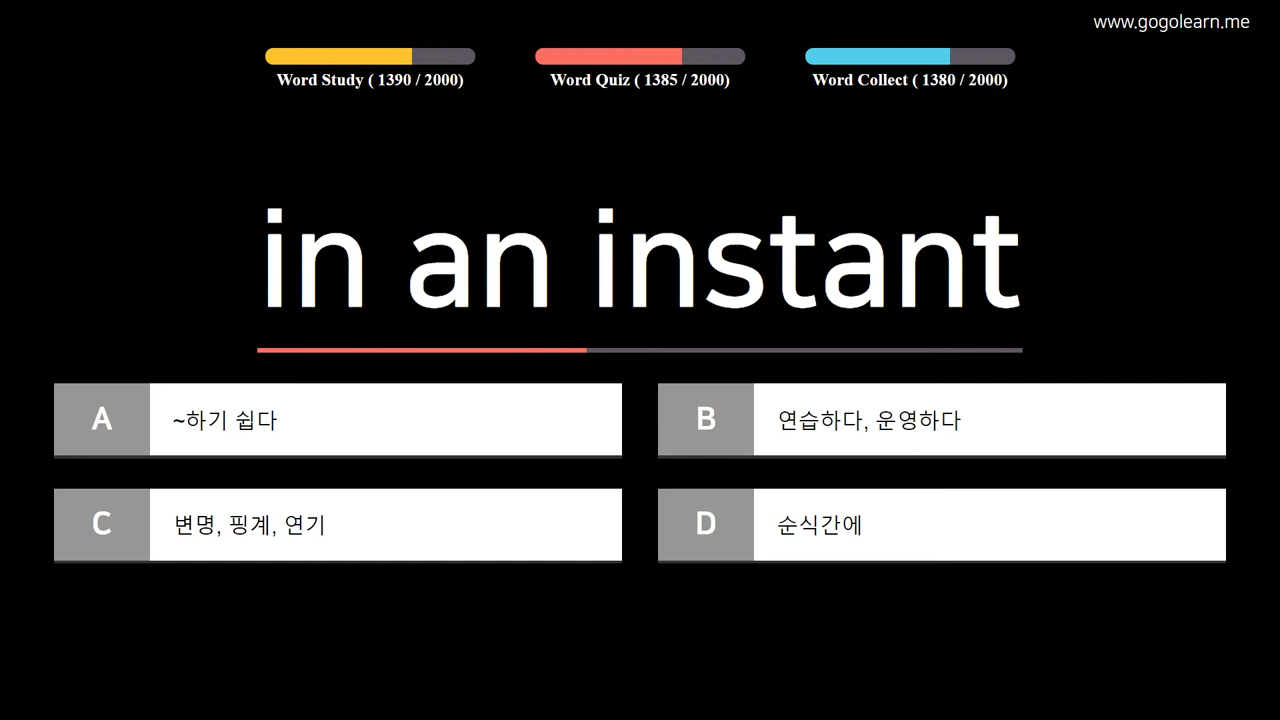 www.gogolearn.me
Word Study ( 1390 / 2000)
Word Quiz ( 1385 / 2000)
Word Collect ( 1380 / 2000)
in an instant
A ~하기 쉽다
B 연습하다, 운영하다
C 변명, 핑계, 연기
D 순식간에